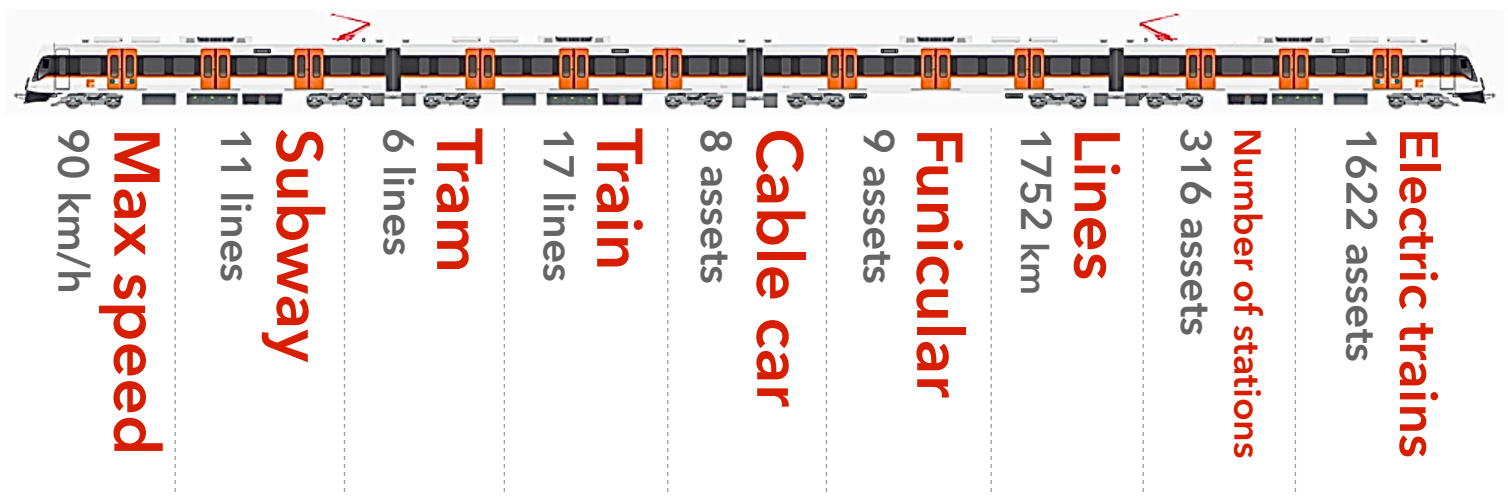 Max speed
90 km/h
Subway
11 lines
Tram
6 lines
Train
17 lines
Cable car
8 assets
Funicular
9 assets
Lines
1752 km
Number of stations
316 assets
Electric trains
1622 assets